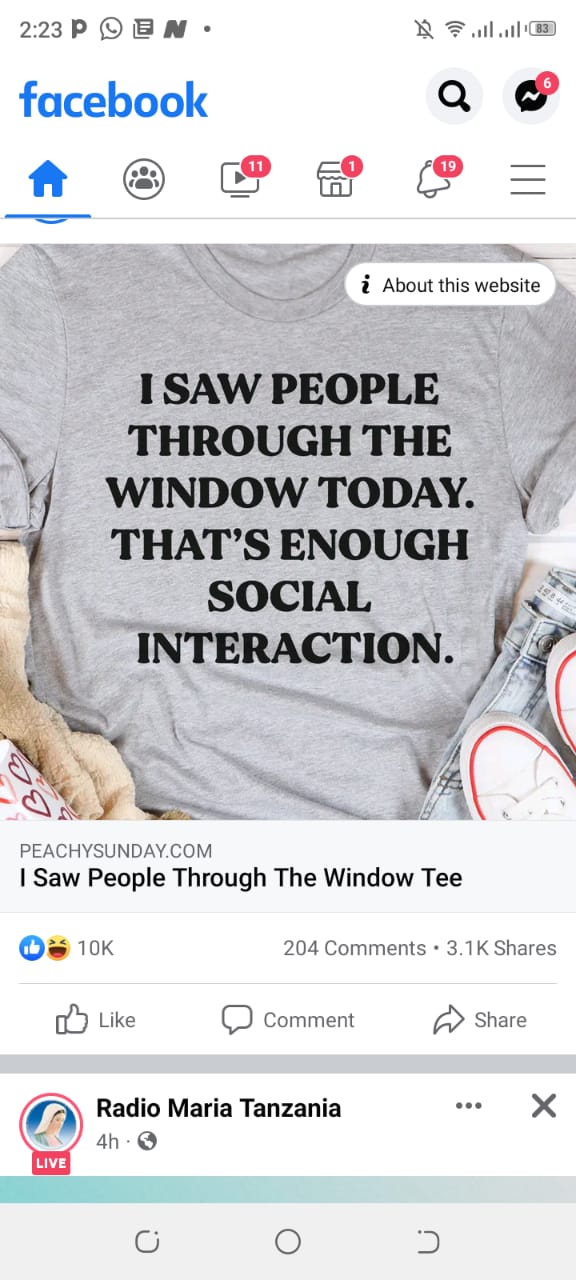 2:23
83
facebook
6
11
1
19
i About this website
I SAW PEOPLE
THROUGH THE
WINDOW TODAY.
THAT'S ENOUGH
SOCIAL
INTERACTION.
PEACHYSUNDAY.COM
I Saw People Through The Window Tee
10K 204 Comments • 3.1K Shares
Like Comment Share
Radio Maria Tanzania
4h ·
LIVE